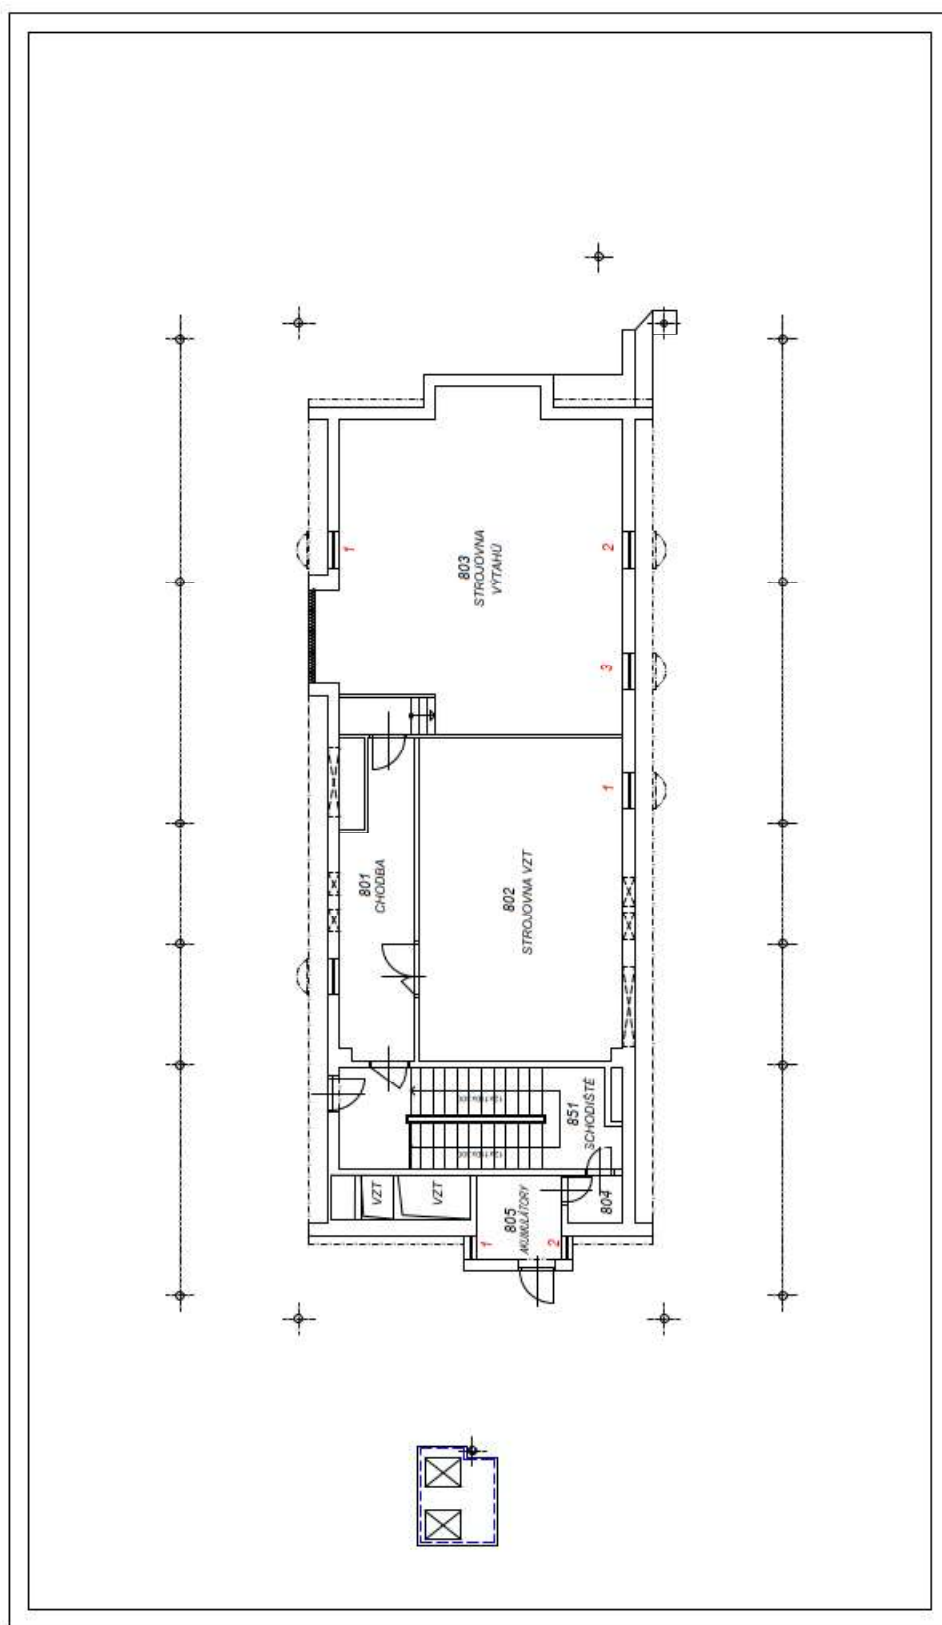 1
803
STROJOVNA
VÝTAHŮ
2
3
1
801
CHODBA
802
STROJOVNA VZT
851
SCHODIŠTĚ
VZT
VZT
805
AKUMULÁTORY
1
2
804